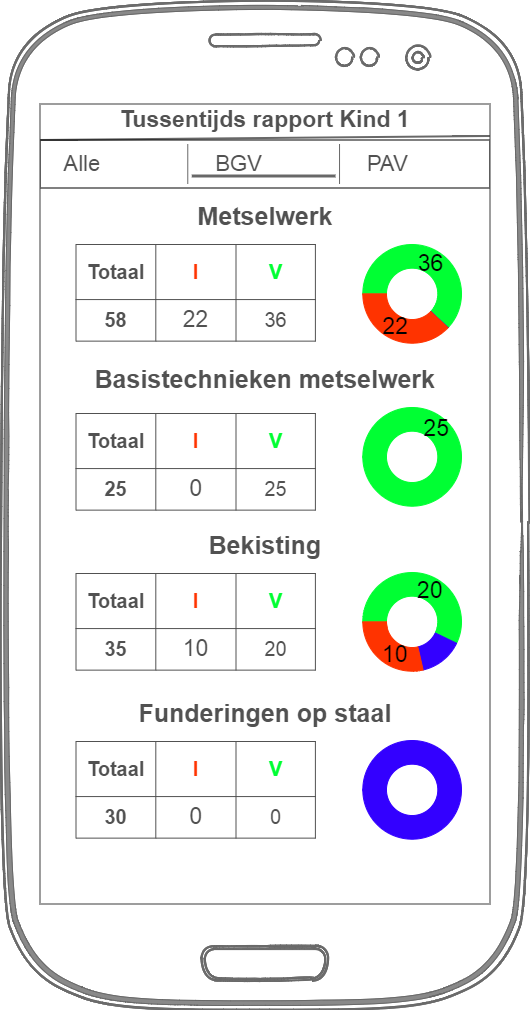 Tussentijds rapport Kind 1
Alle BGV PAV
Metselwerk
Totaal I V
58 22 36
36
22
Basistechnieken metselwerk
Totaal I V
25 0 25
25
Bekisting
Totaal I V
35 10 20
20
10
Funderingen op staal
Totaal I V
30 0 0